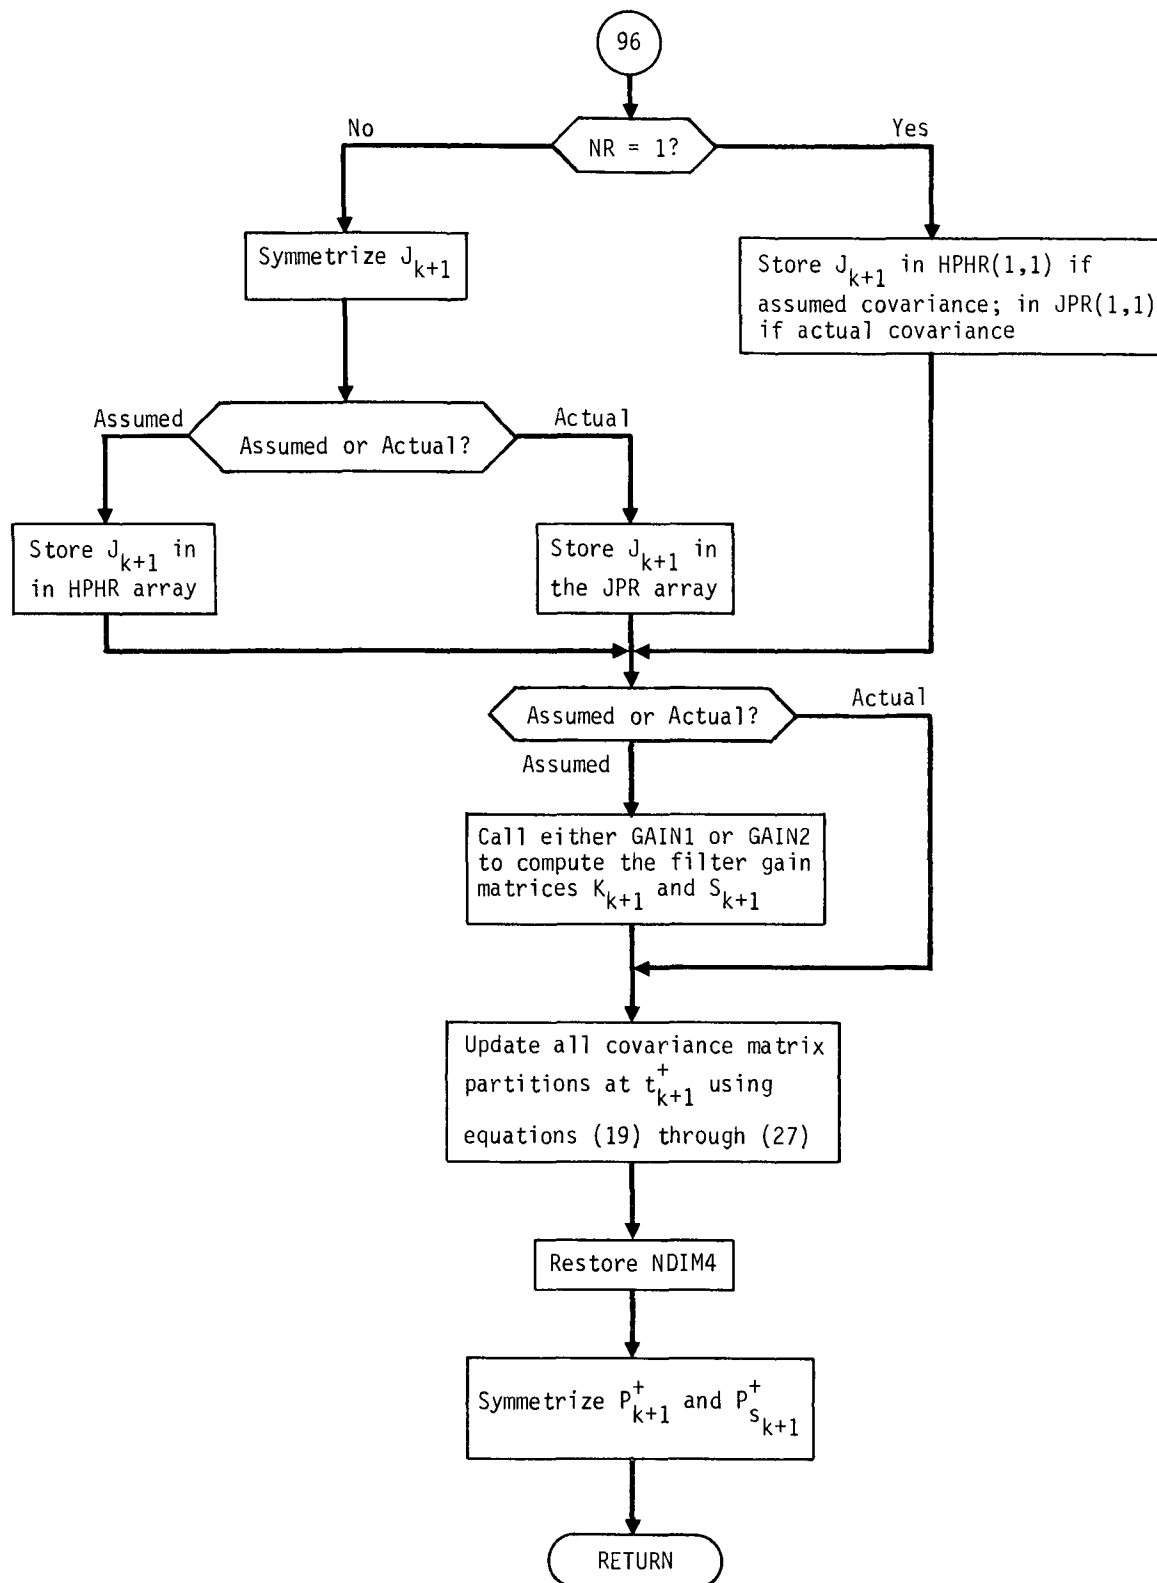 96
NR = 1?
No
Yes
Symmetrize J_{k+1}
Store J_{k+1} in HPHR(1,1) if
assumed covariance; in JPR(1,1)
if actual covariance
Assumed or Actual?
Assumed
Actual
Store J_{k+1} in
in HPHR array
Store J_{k+1} in
the JPR array
Assumed or Actual?
Actual
Assumed
Call either GAIN1 or GAIN2
to compute the filter gain
matrices K_{k+1} and S_{k+1}
Update all covariance matrix
partitions at t^+_{k+1} using
equations (19) through (27)
Restore NDIM4
Symmetrize P^+_{k+1} and P^+_{s_{k+1}}
RETURN